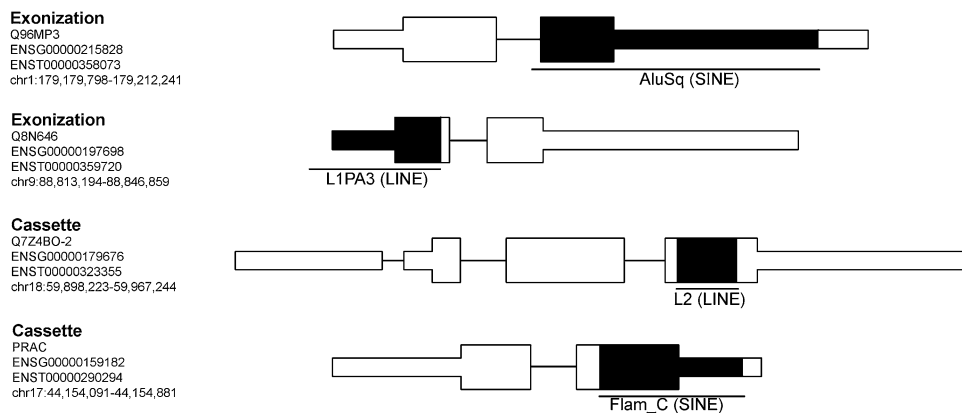 Exonization
Q96MP3
ENSG00000215828
ENST00000358073
chr1:179,179,798-179,212,241
AluSq (SINE)
Exonization
Q8N646
ENSG00000197698
ENST00000359720
chr9:88,813,194-88,846,859
L1PA3 (LINE)
Cassette
Q7Z4BO-2
ENSG00000179676
ENST00000323355
chr18:59,898,223-59,967,244
L2 (LINE)
Cassette
PRAC
ENSG00000159182
ENST00000290294
chr17:44,154,091-44,154,881
Flam_C (SINE)